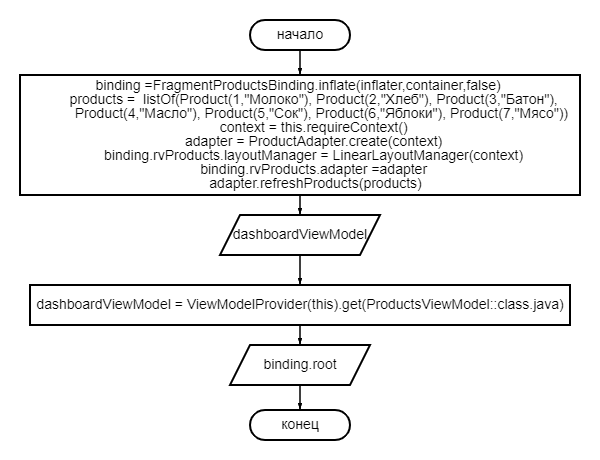 начало
binding =FragmentProductsBinding.inflate(inflater,container,false)
products =  listOf(Product(1,"Молоко"), Product(2,"Хлеб"), Product(3,"Батон"),
Product(4,"Масло"), Product(5,"Сок"), Product(6,"Яблоки"), Product(7,"Мясо"))
context = this.requireContext()
adapter = ProductAdapter.create(context)
binding.rvProducts.layoutManager = LinearLayoutManager(context)
binding.rvProducts.adapter =adapter
adapter.refreshProducts(products)
dashboardViewModel
dashboardViewModel = ViewModelProvider(this).get(ProductsViewModel::class.java)
binding.root
конец